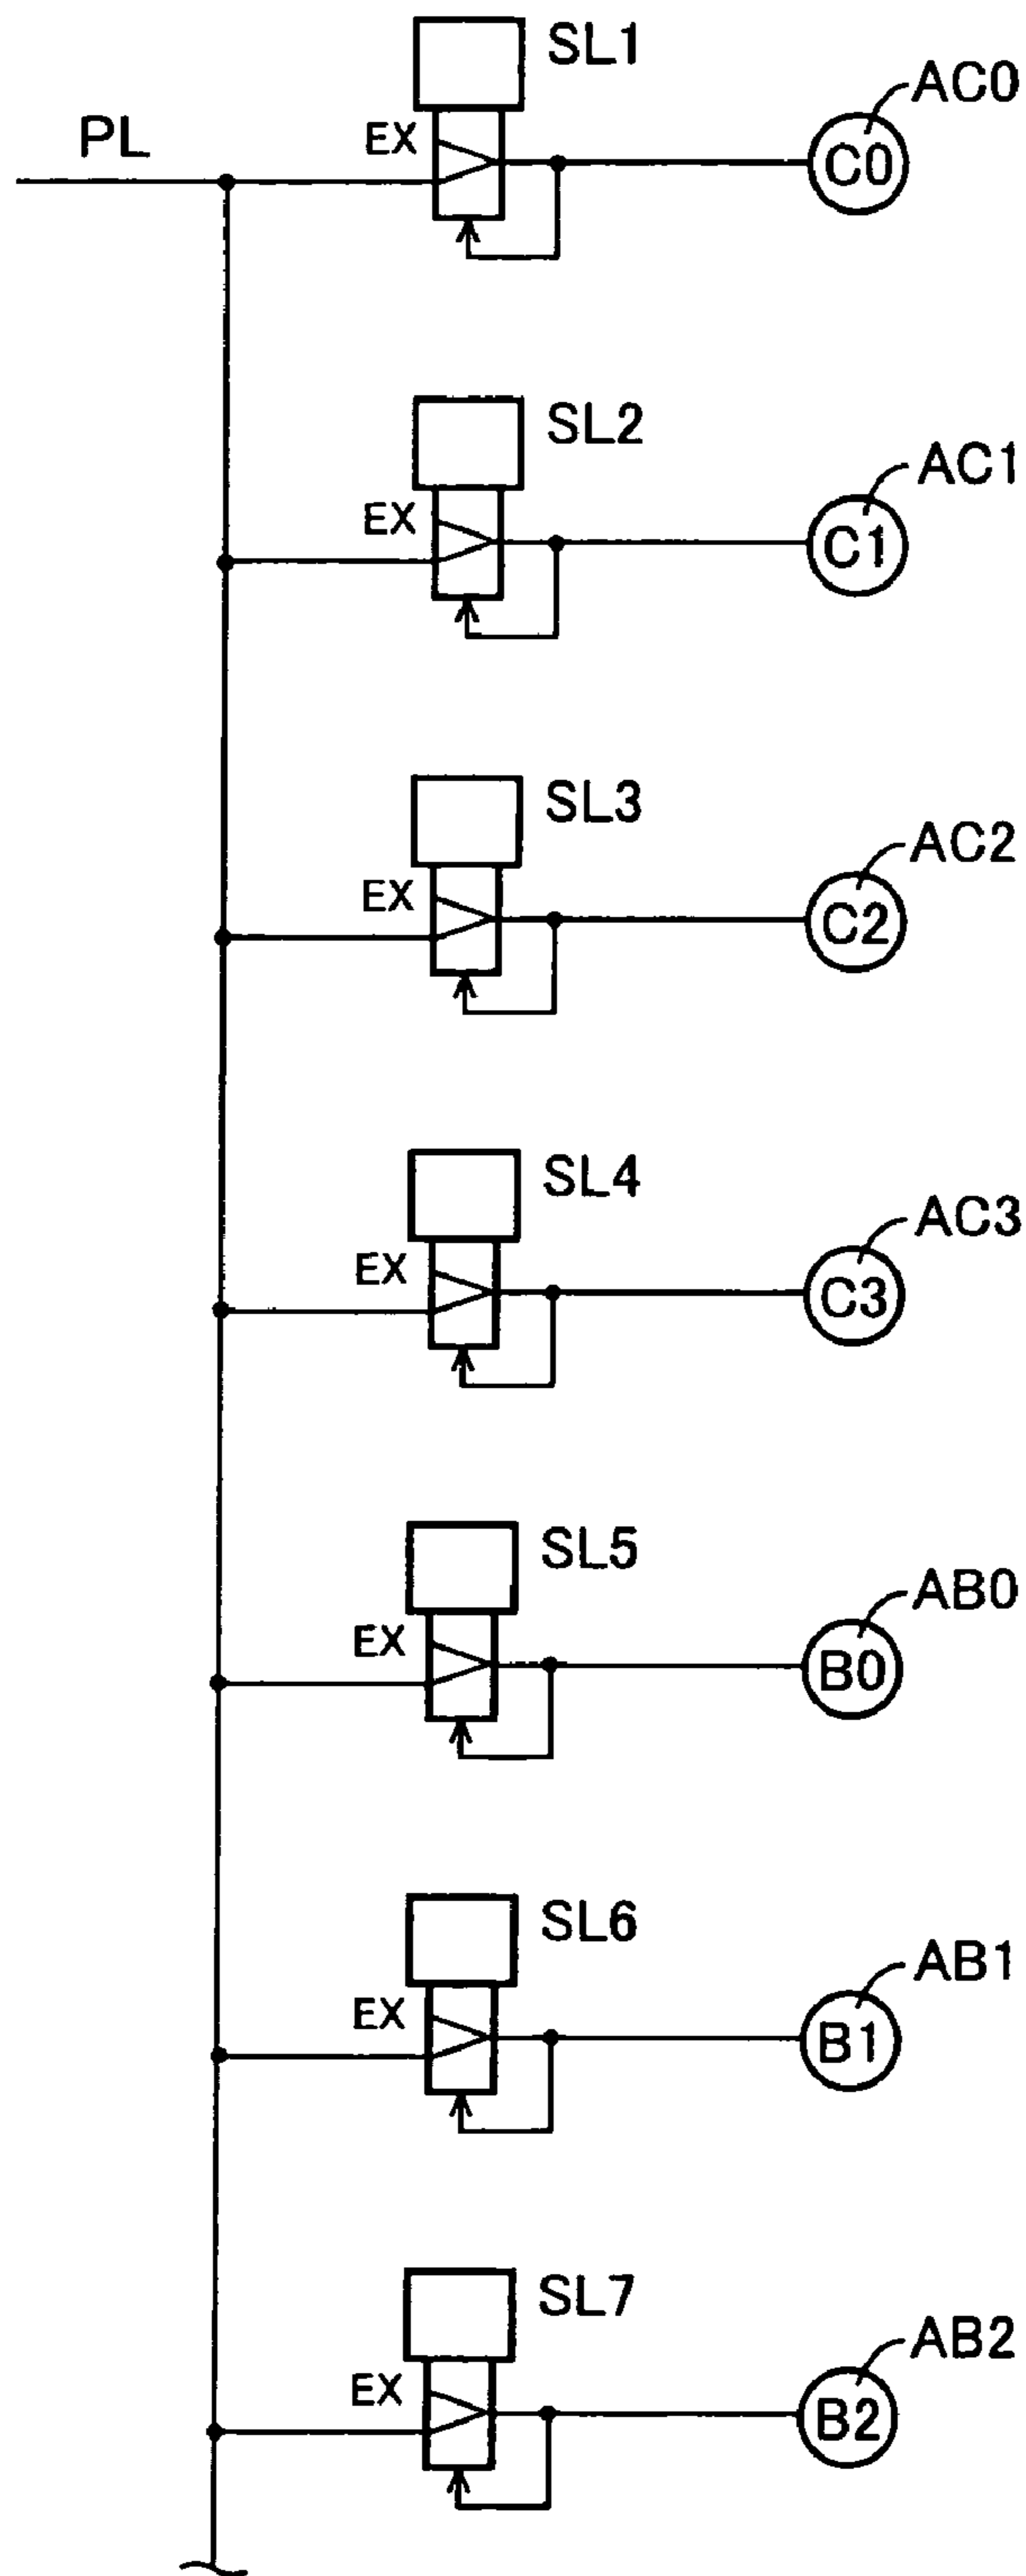 SL1
AC0
PL
EX
C0
SL2
AC1
EX
C1
SL3
AC2
EX
C2
SL4
AC3
EX
C3
SL5
AB0
EX
B0
SL6
AB1
EX
B1
SL7
AB2
EX
B2